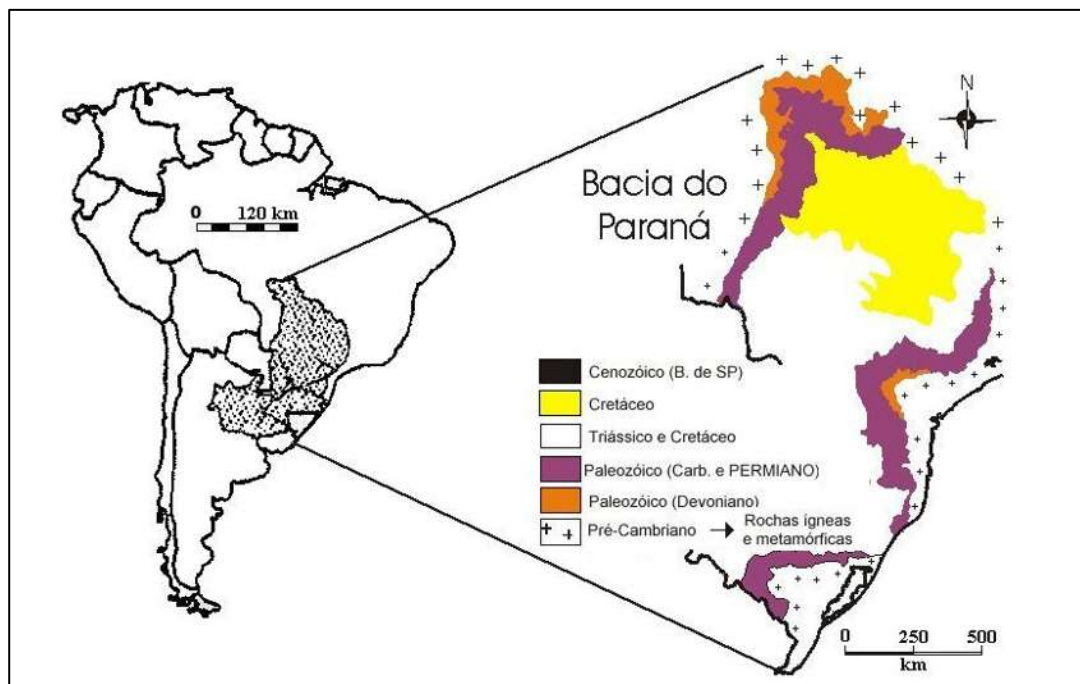 0 120 km
N
Bacia do
Paraná
Cenozóico (B. de SP)
Cretáceo
Triássico e Cretáceo
Paleozóico (Carb. e PERMIANO)
Paleozóico (Devoniano)
Pré-Cambriano → Rochas ígneas
e metamórficas
0 250 500
km